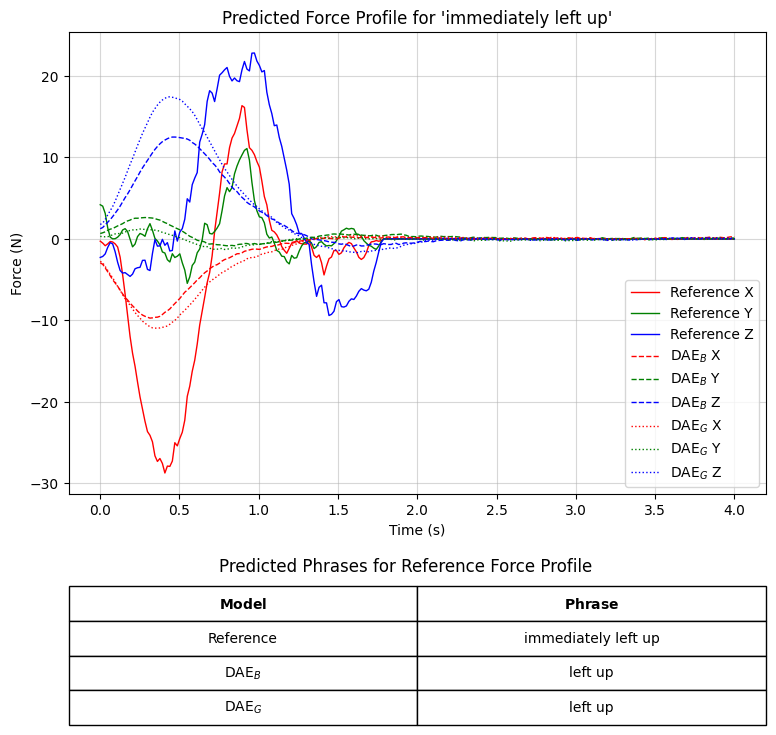 Predicted Force Profile for 'immediately left up'
Force (N)
20
10
0
−10
−20
−30
Reference X
Reference Y
Reference Z
DAE_B X
DAE_B Y
DAE_B Z
DAE_G X
DAE_G Y
DAE_G Z
0.0 0.5 1.0 1.5 2.0 2.5 3.0 3.5 4.0
Time (s)
Predicted Phrases for Reference Force Profile
Model Phrase
Reference immediately left up
DAE_B left up
DAE_G left up